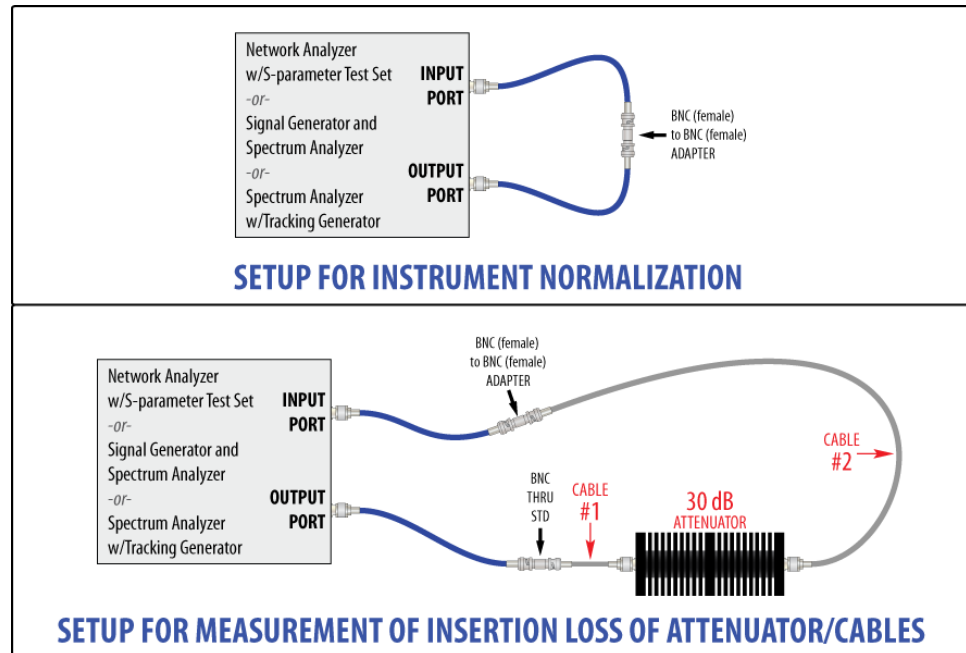 Network Analyzer
w/S-parameter Test Set
-or-
Signal Generator and
Spectrum Analyzer
-or-
Spectrum Analyzer
w/Tracking Generator
INPUT
PORT
OUTPUT
PORT
BNC (female)
to BNC (female)
ADAPTER
SETUP FOR INSTRUMENT NORMALIZATION
Network Analyzer
w/S-parameter Test Set
-or-
Signal Generator and
Spectrum Analyzer
-or-
Spectrum Analyzer
w/Tracking Generator
INPUT
PORT
OUTPUT
PORT
BNC (female)
to BNC (female)
ADAPTER
BNC
THRU
STD
CABLE
#1
30 dB
ATTENUATOR
CABLE
#2
SETUP FOR MEASUREMENT OF INSERTION LOSS OF ATTENUATOR/CABLES